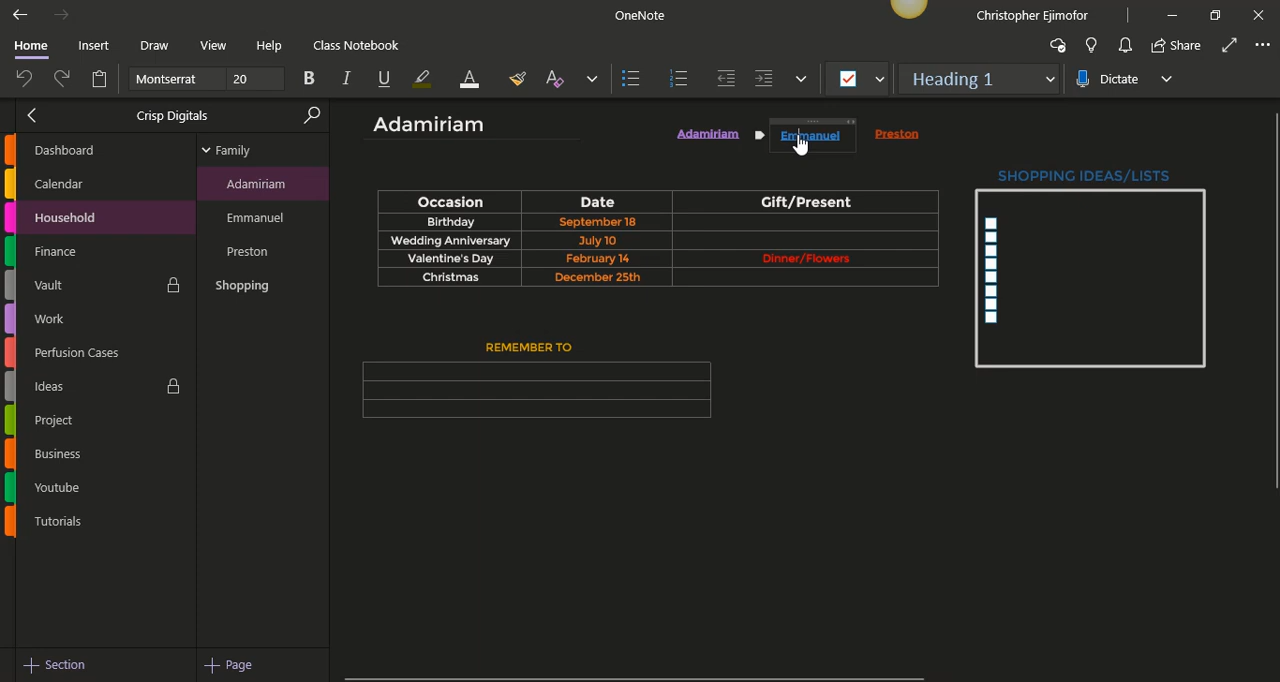 OneNote
Christopher Ejimofor
Home Insert Draw View Help Class Notebook
Share
Montserrat 20 B I U A A Heading 1 Dictate
Crisp Digitals
Dashboard
Calendar
Household
Finance
Vault
Work
Perfusion Cases
Ideas
Project
Business
Youtube
Tutorials
Section
Family
Adamiriam
Emmanuel
Preston
Shopping
Page
Adamiriam
Adamiriam Emmanuel Preston
Occasion Date Gift/Present
Birthday September 18
Wedding Anniversary July 10
Valentine's Day February 14 Dinner/Flowers
Christmas December 25th
REMEMBER TO
SHOPPING IDEAS/LISTS